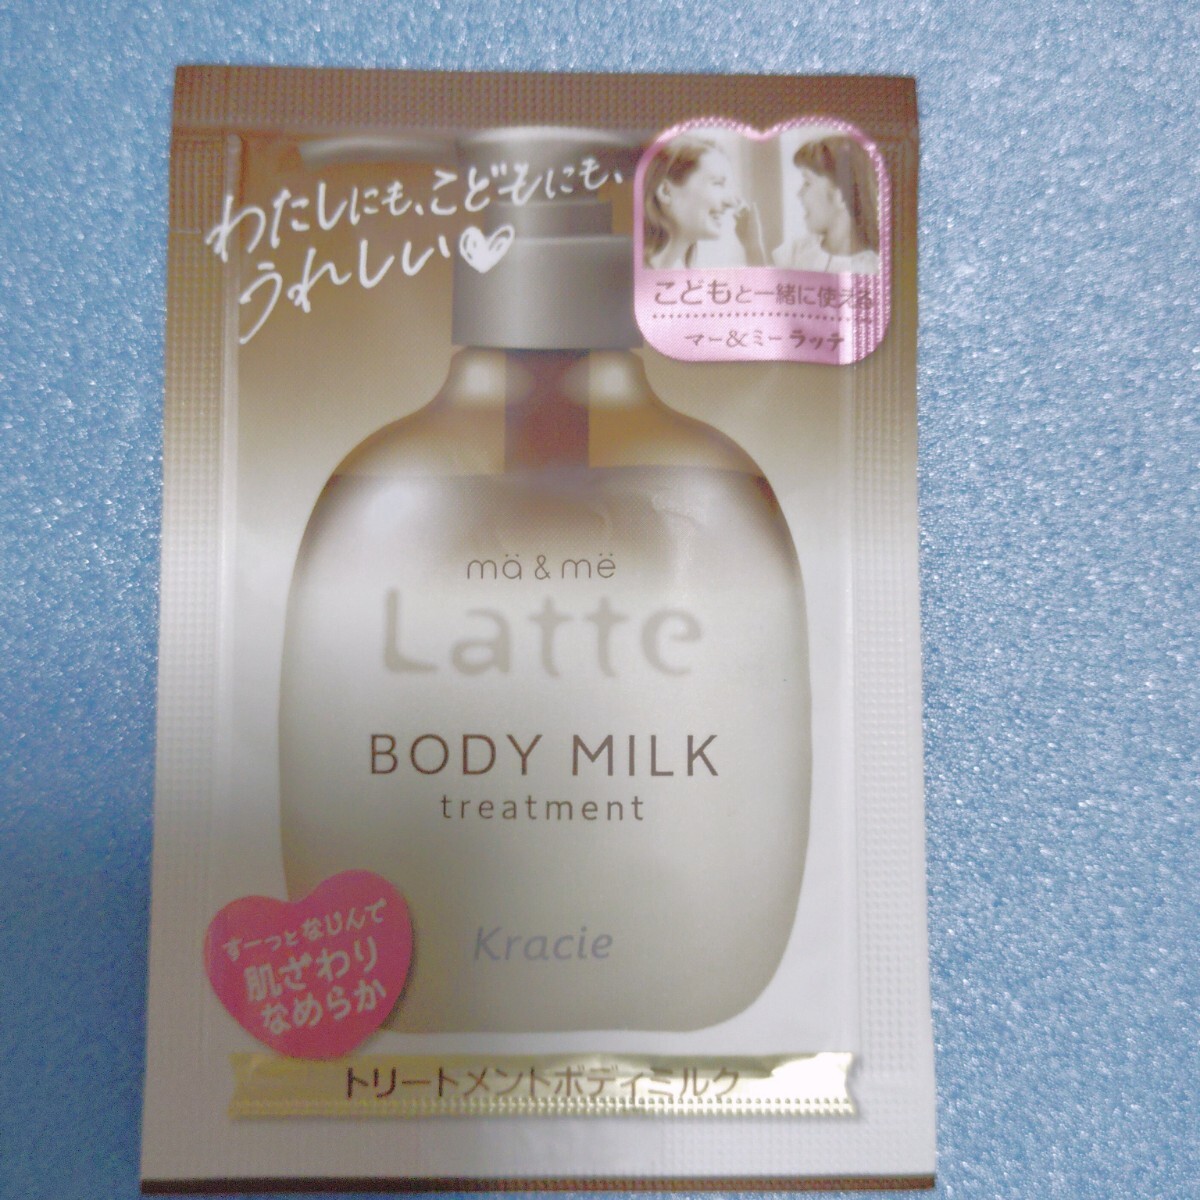 わたしにも、こどもにも、
うれしい♡
こどもと一緒に使える
マー&ミー ラッテ
mä & më
Latte
BODY MILK
treatment
Kracie
すーっとなじんで
肌ざわり
なめらか
トリートメントボディミルク